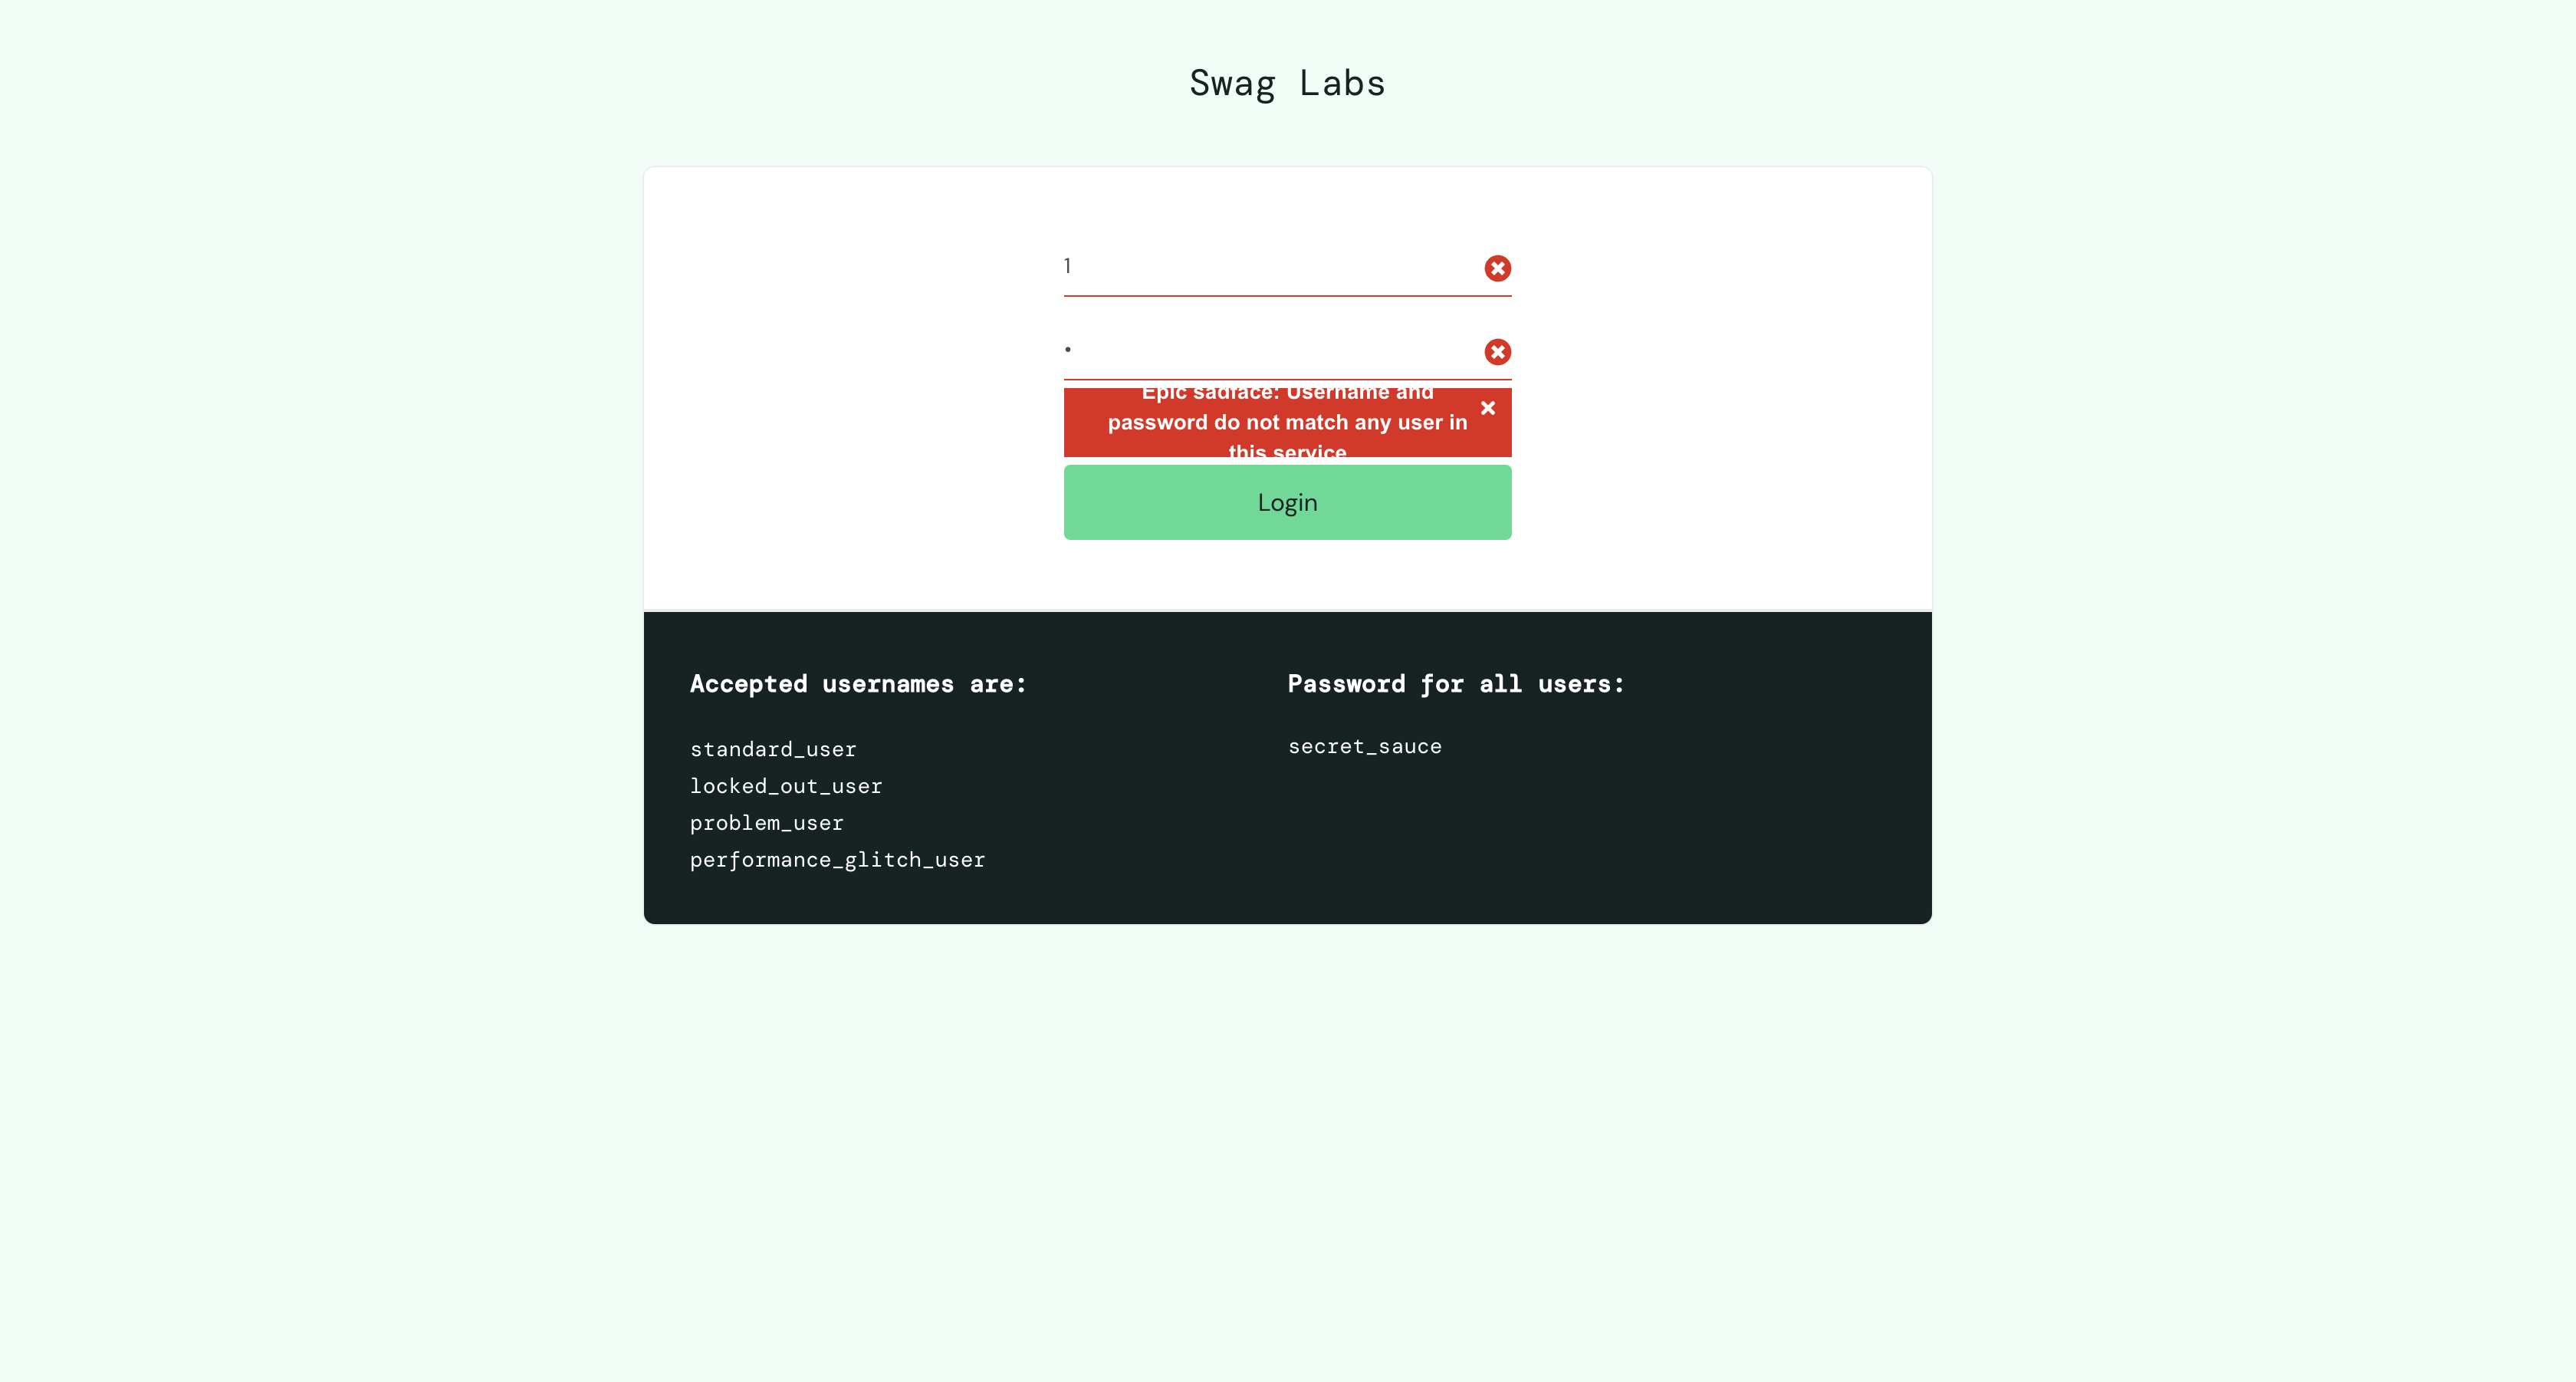 Swag Labs
1
Epic sadface: Username and
password do not match any user in
this service
Login
Accepted usernames are:
standard_user
locked_out_user
problem_user
performance_glitch_user
Password for all users:
secret_sauce